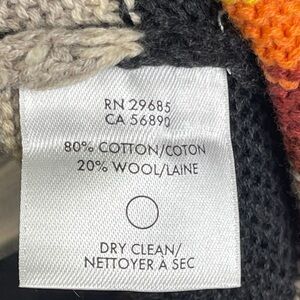 RN 29685
CA 56890
80% COTTON/COTON
20% WOOL/LAINE
DRY CLEAN/
NETTOYER À SEC